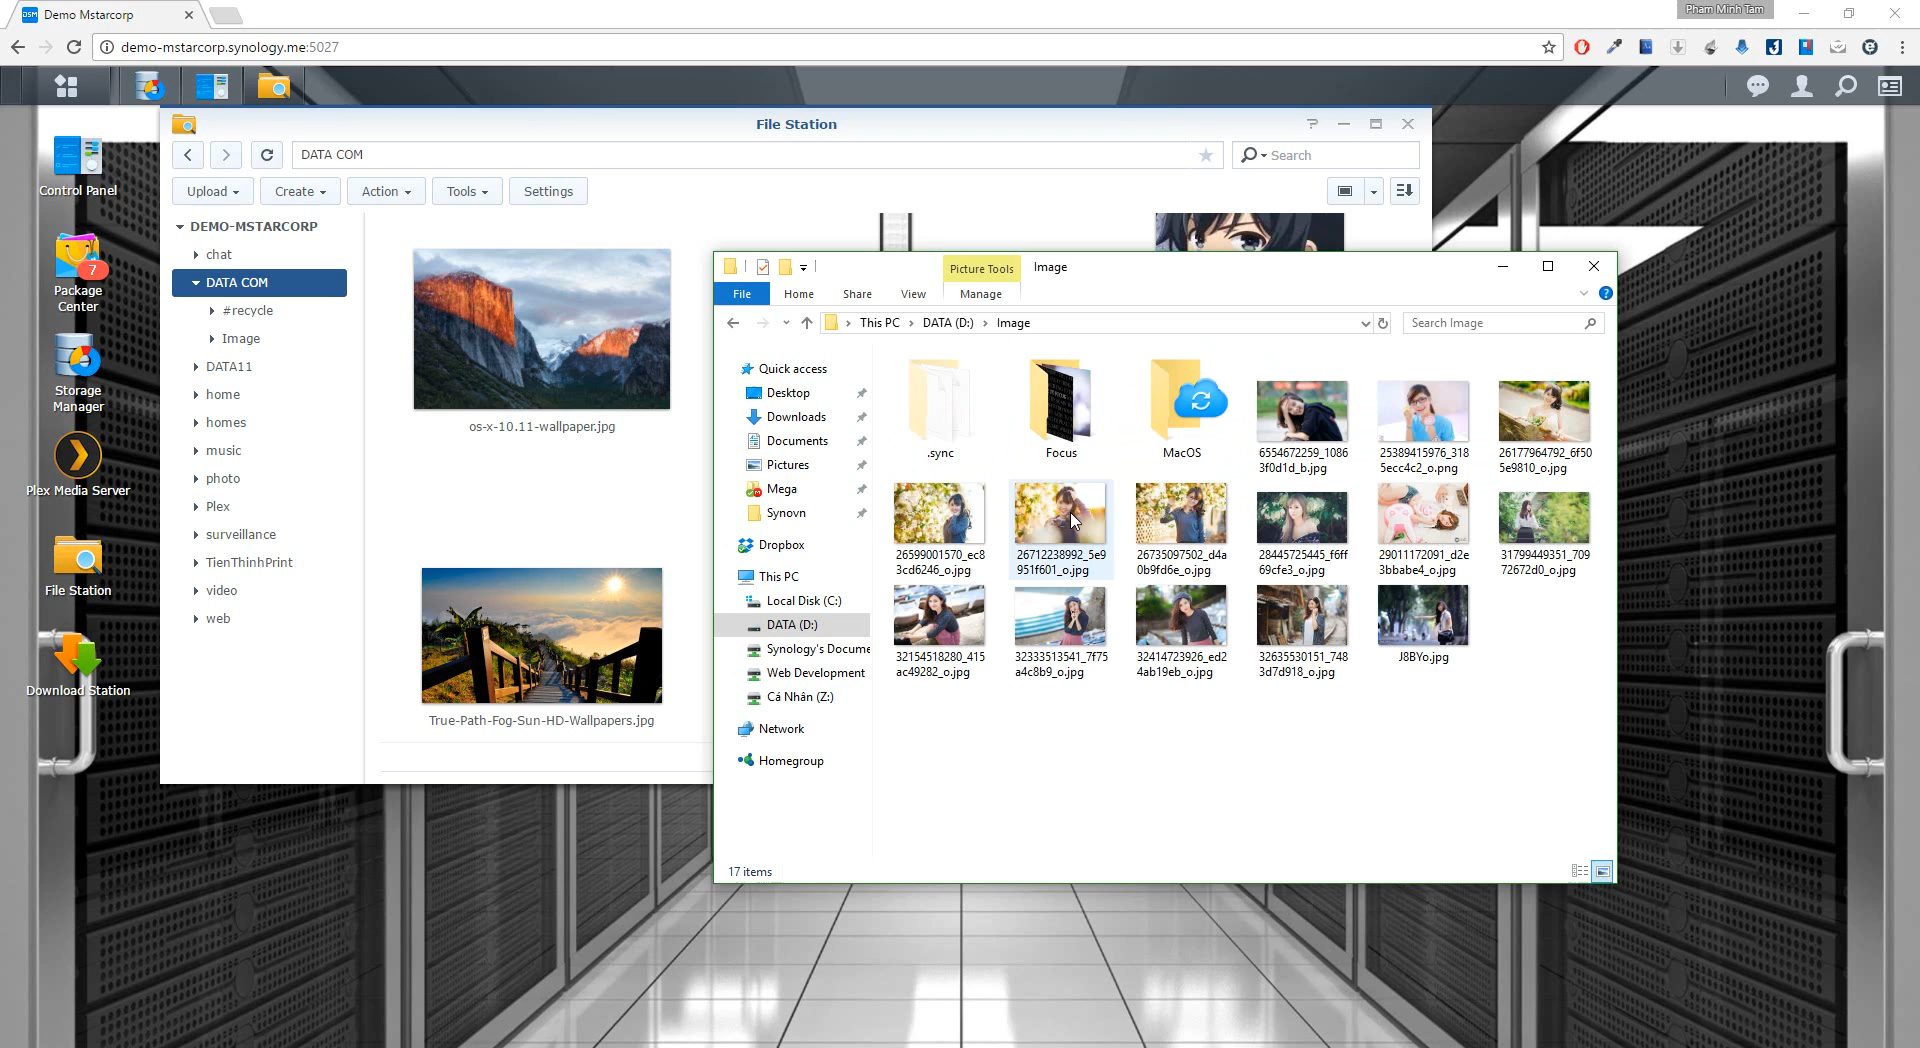 Demo Mstarcorp
Pham Minh Tam
demo-mstarcorp.synology.me:5027
File Station
DATA COM
Search
Upload
Create
Action
Tools
Settings
DEMO-MSTARCORP
chat
DATA COM
#recycle
Image
DATA11
home
homes
music
photo
Plex
surveillance
TienThinhPrint
video
web
Control Panel
7
Package
Center
Storage
Manager
Plex Media Server
File Station
Download Station
os-x-10.11-wallpaper.jpg
True-Path-Fog-Sun-HD-Wallpapers.jpg
Picture Tools
Image
File
Home
Share
View
Manage
This PC
DATA (D:)
Image
Search Image
Quick access
Desktop
Downloads
Documents
Pictures
Mega
Synovn
Dropbox
This PC
Local Disk (C:)
DATA (D:)
Synology's Docume
Web Development
Cá Nhân (Z:)
Network
Homegroup
.sync
Focus
MacOS
6554672259_1086
3f0d1d_b.jpg
25389415976_318
5ecc4c2_o.png
26177964792_6f50
5e9810_o.jpg
26599001570_ec8
3cd6246_o.jpg
26712238992_5e9
951f601_o.jpg
26735097502_d4a
0b9fd6e_o.jpg
28445725445_f6ff
69cfe3_o.jpg
29011172091_d2e
3bbabe4_o.jpg
31799449351_709
72672d0_o.jpg
32154518280_415
ac49282_o.jpg
32333513541_7f75
a4c8b9_o.jpg
32414723926_ed2
4ab19eb_o.jpg
32635530151_748
3d7d918_o.jpg
J8BYo.jpg
17 items